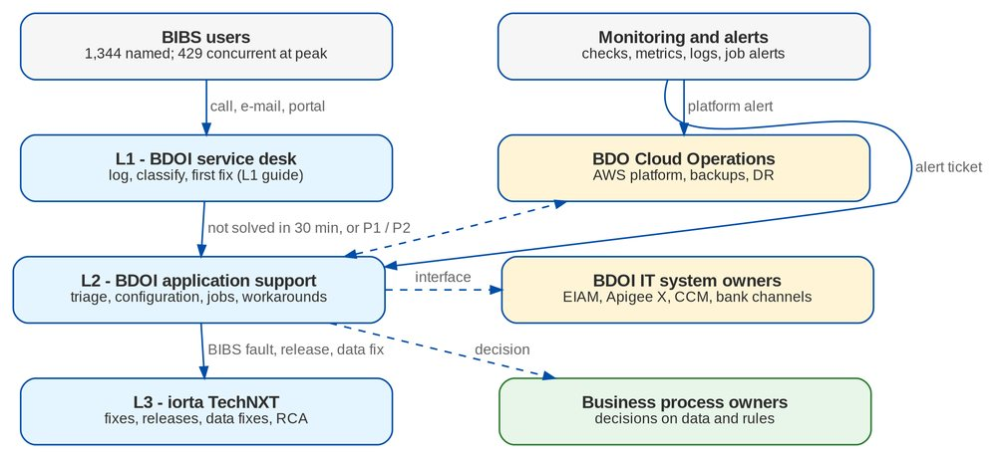 BIBS users
1,344 named; 429 concurrent at peak
Monitoring and alerts
checks, metrics, logs, job alerts
call, e-mail, portal
platform alert
L1 - BDOI service desk
log, classify, first fix (L1 guide)
BDO Cloud Operations
AWS platform, backups, DR
alert ticket
not solved in 30 min, or P1 / P2
L2 - BDOI application support
triage, configuration, jobs, workarounds
interface
BDOI IT system owners
EIAM, Apigee X, CCM, bank channels
BIBS fault, release, data fix
decision
L3 - iorta TechNXT
fixes, releases, data fixes, RCA
Business process owners
decisions on data and rules